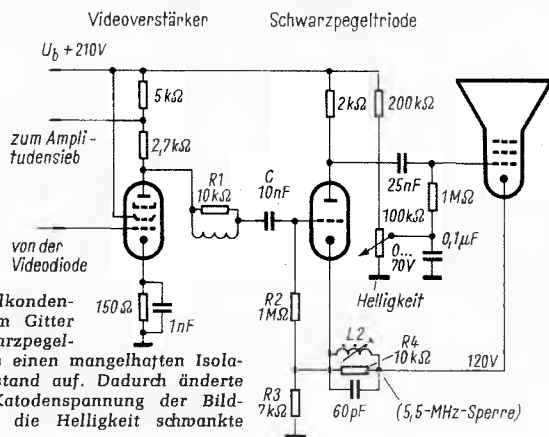 Videoverstärker
Schwarzpegeltriode
U_b + 210V
5kΩ
2kΩ
200kΩ
zum Ampli-
tudensieb
2,7kΩ
R1
10kΩ
C
10nF
25nF
1MΩ
100kΩ
0...
70V
0,1µF
von der
Videodiode
150Ω
1nF
R2
1MΩ
Helligkeit
L2
R4
10kΩ
120V
R3
7kΩ
60pF
(5,5-MHz-Sperre)
lkonden-
m Gitter
arzpegel-
s einen mangelhaften Isola-
stand auf. Dadurch änderte
Katodenspannung der Bild-
die Helligkeit schwankte